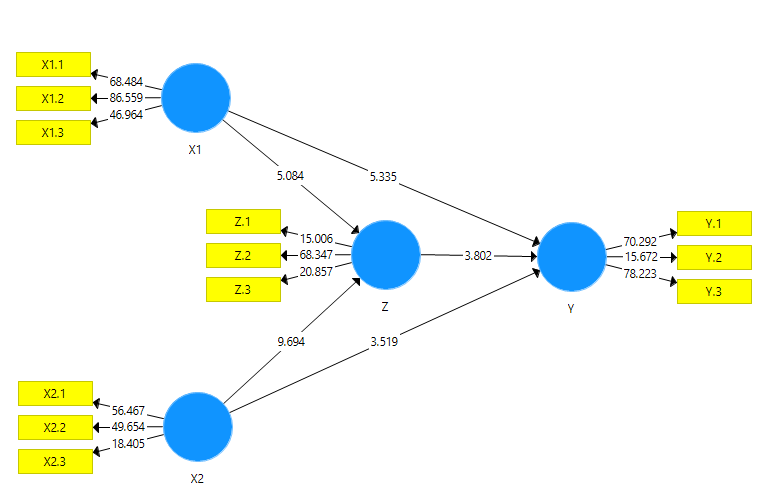 X1.1
68.484
X1.2
86.559
X1.3
46.964
X1
5.084
5.335
Z.1
15.006
Z.2
68.347
Z.3
20.857
Z
3.802
Y.1
70.292
Y.2
15.672
Y.3
78.223
Y
9.694
3.519
X2.1
56.467
X2.2
49.654
X2.3
18.405
X2